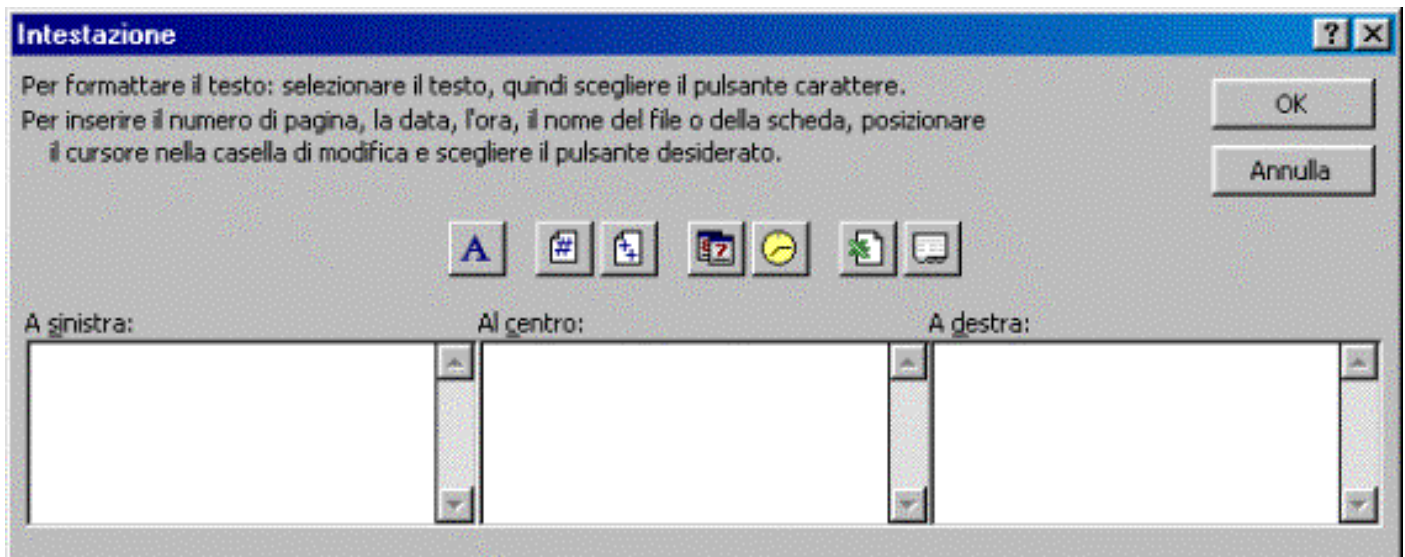 Intestazione
Per formattare il testo: selezionare il testo, quindi scegliere il pulsante carattere.
Per inserire il numero di pagina, la data, l'ora, il nome del file o della scheda, posizionare
il cursore nella casella di modifica e scegliere il pulsante desiderato.
OK
Annulla
A
A sinistra:
Al centro:
A destra: